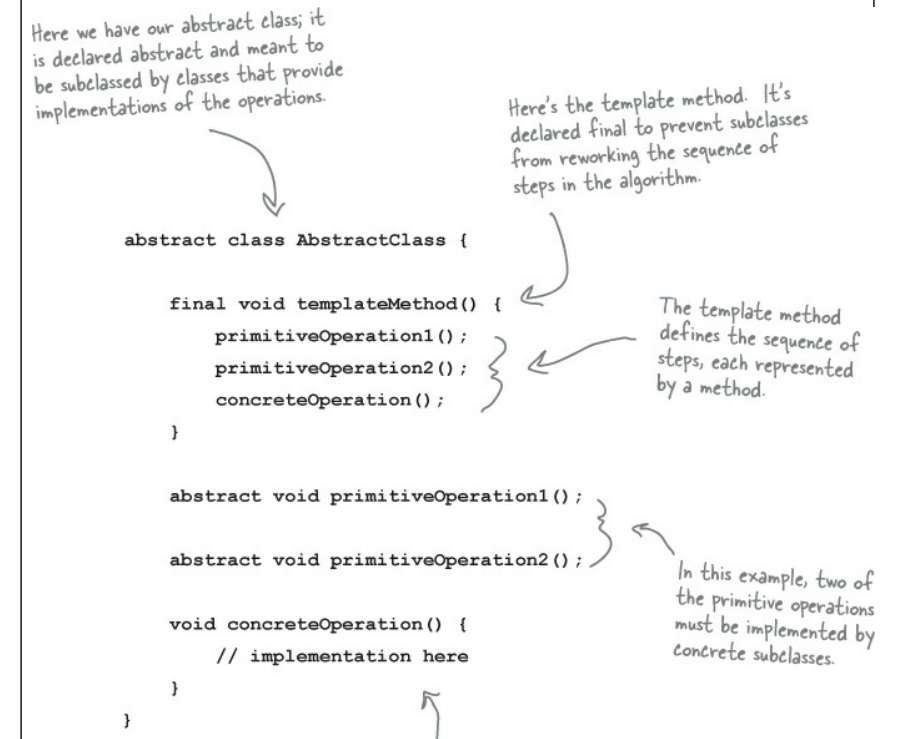 Here we have our abstract class; it
is declared abstract and meant to
be subclassed by classes that provide
implementations of the operations.
Here's the template method. It's
declared final to prevent subclasses
from reworking the sequence of
steps in the algorithm.
abstract class AbstractClass {
final void templateMethod() {
primitiveOperation1();
primitiveOperation2();
concreteOperation();
}
The template method
defines the sequence of
steps, each represented
by a method.
abstract void primitiveOperation1();
abstract void primitiveOperation2();
In this example, two of
the primitive operations
must be implemented by
concrete subclasses.
void concreteOperation() {
// implementation here
}
}